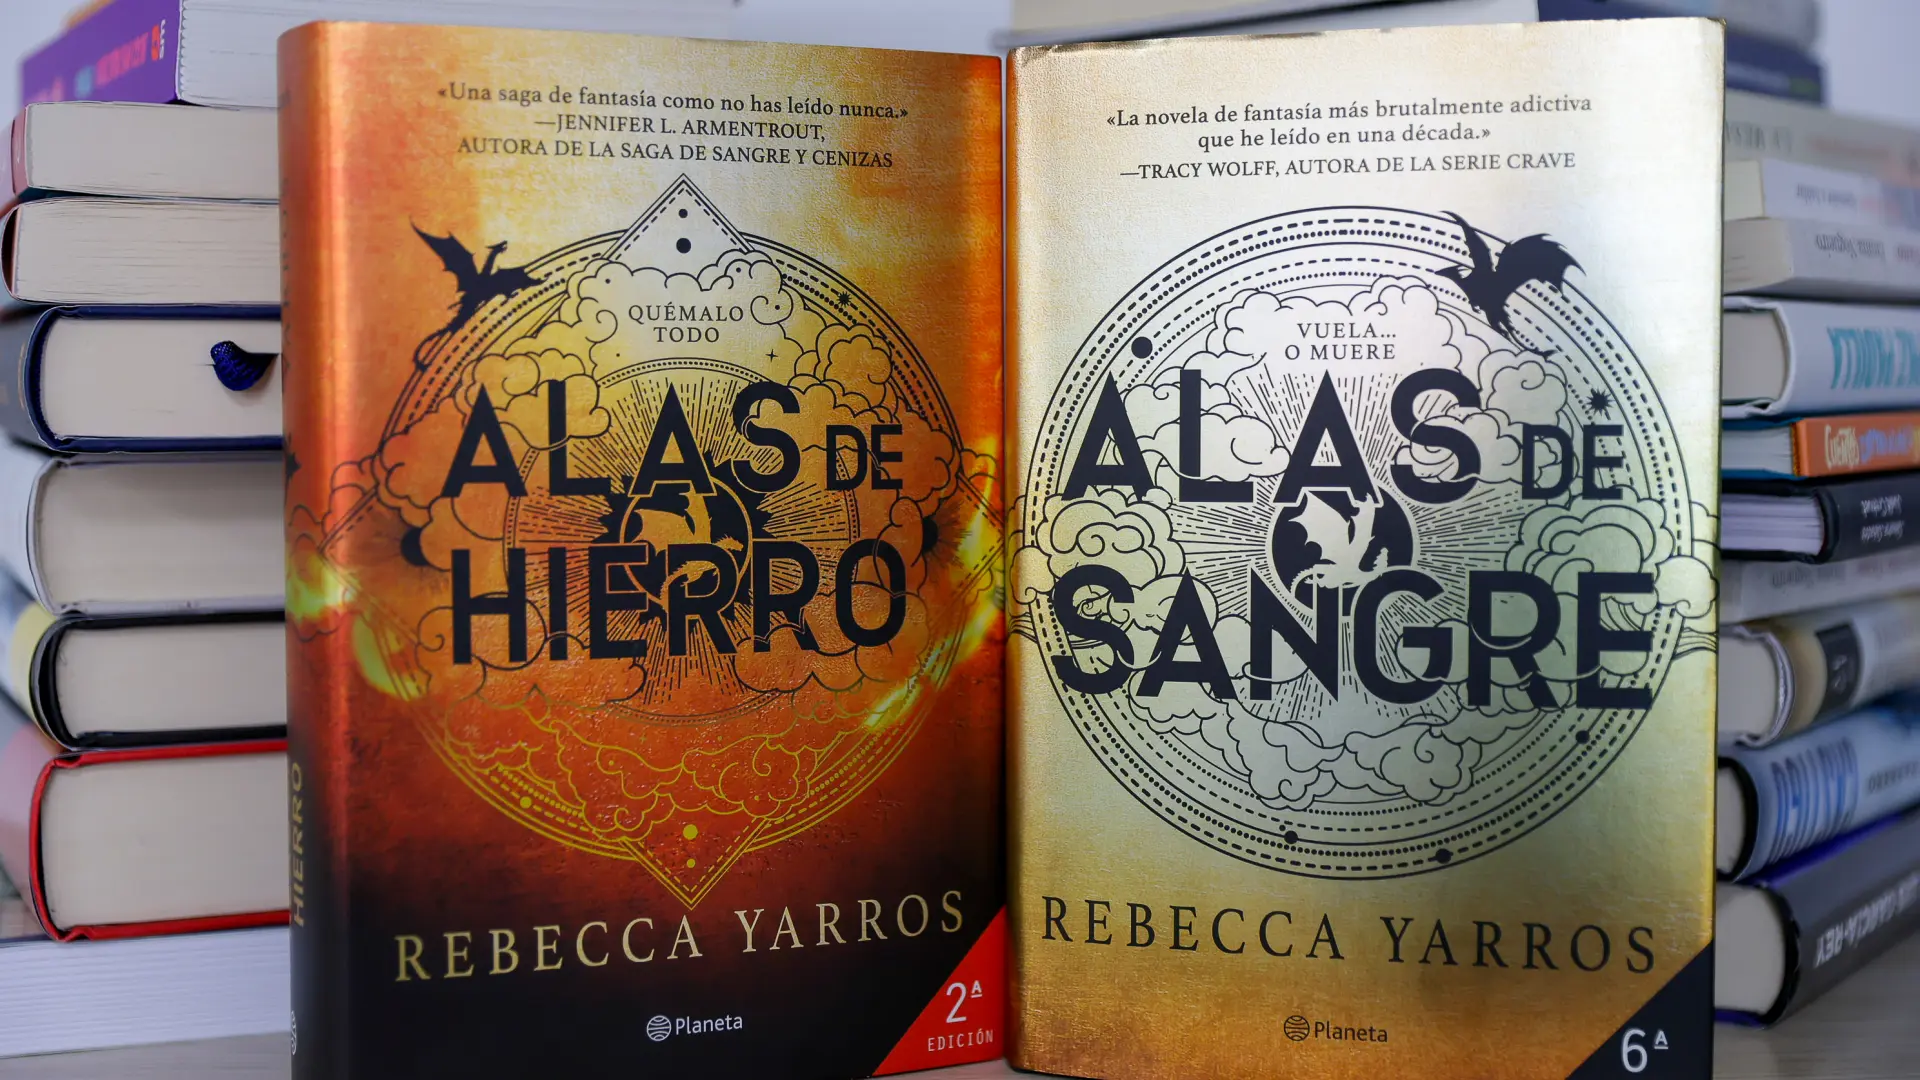 «Una saga de fantasía como no has leído nunca.»
—JENNIFER L. ARMENTROUT,
AUTORA DE LA SAGA DE SANGRE Y CENIZAS
QUÉMALO
TODO
ALAS DE
HIERRO
REBECCA YARROS
Planeta
2ª
EDICIÓN
HIERRO
«La novela de fantasía más brutalmente adictiva
que he leído en una década.»
—TRACY WOLFF, AUTORA DE LA SERIE CRAVE
VUELA...
O MUERE
ALAS DE
SANGRE
REBECCA YARROS
Planeta
6ª
GARCÍA-REY